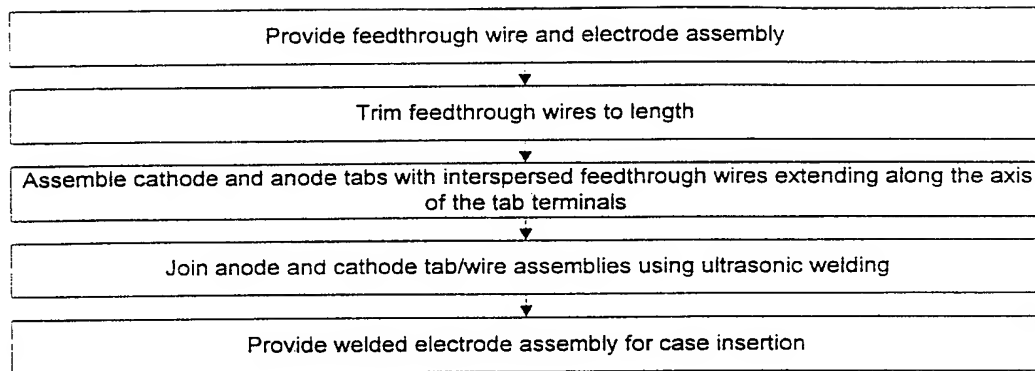 Provide feedthrough wire and electrode assembly
Trim feedthrough wires to length
Assemble cathode and anode tabs with interspersed feedthrough wires extending along the axis
of the tab terminals
Join anode and cathode tab/wire assemblies using ultrasonic welding
Provide welded electrode assembly for case insertion